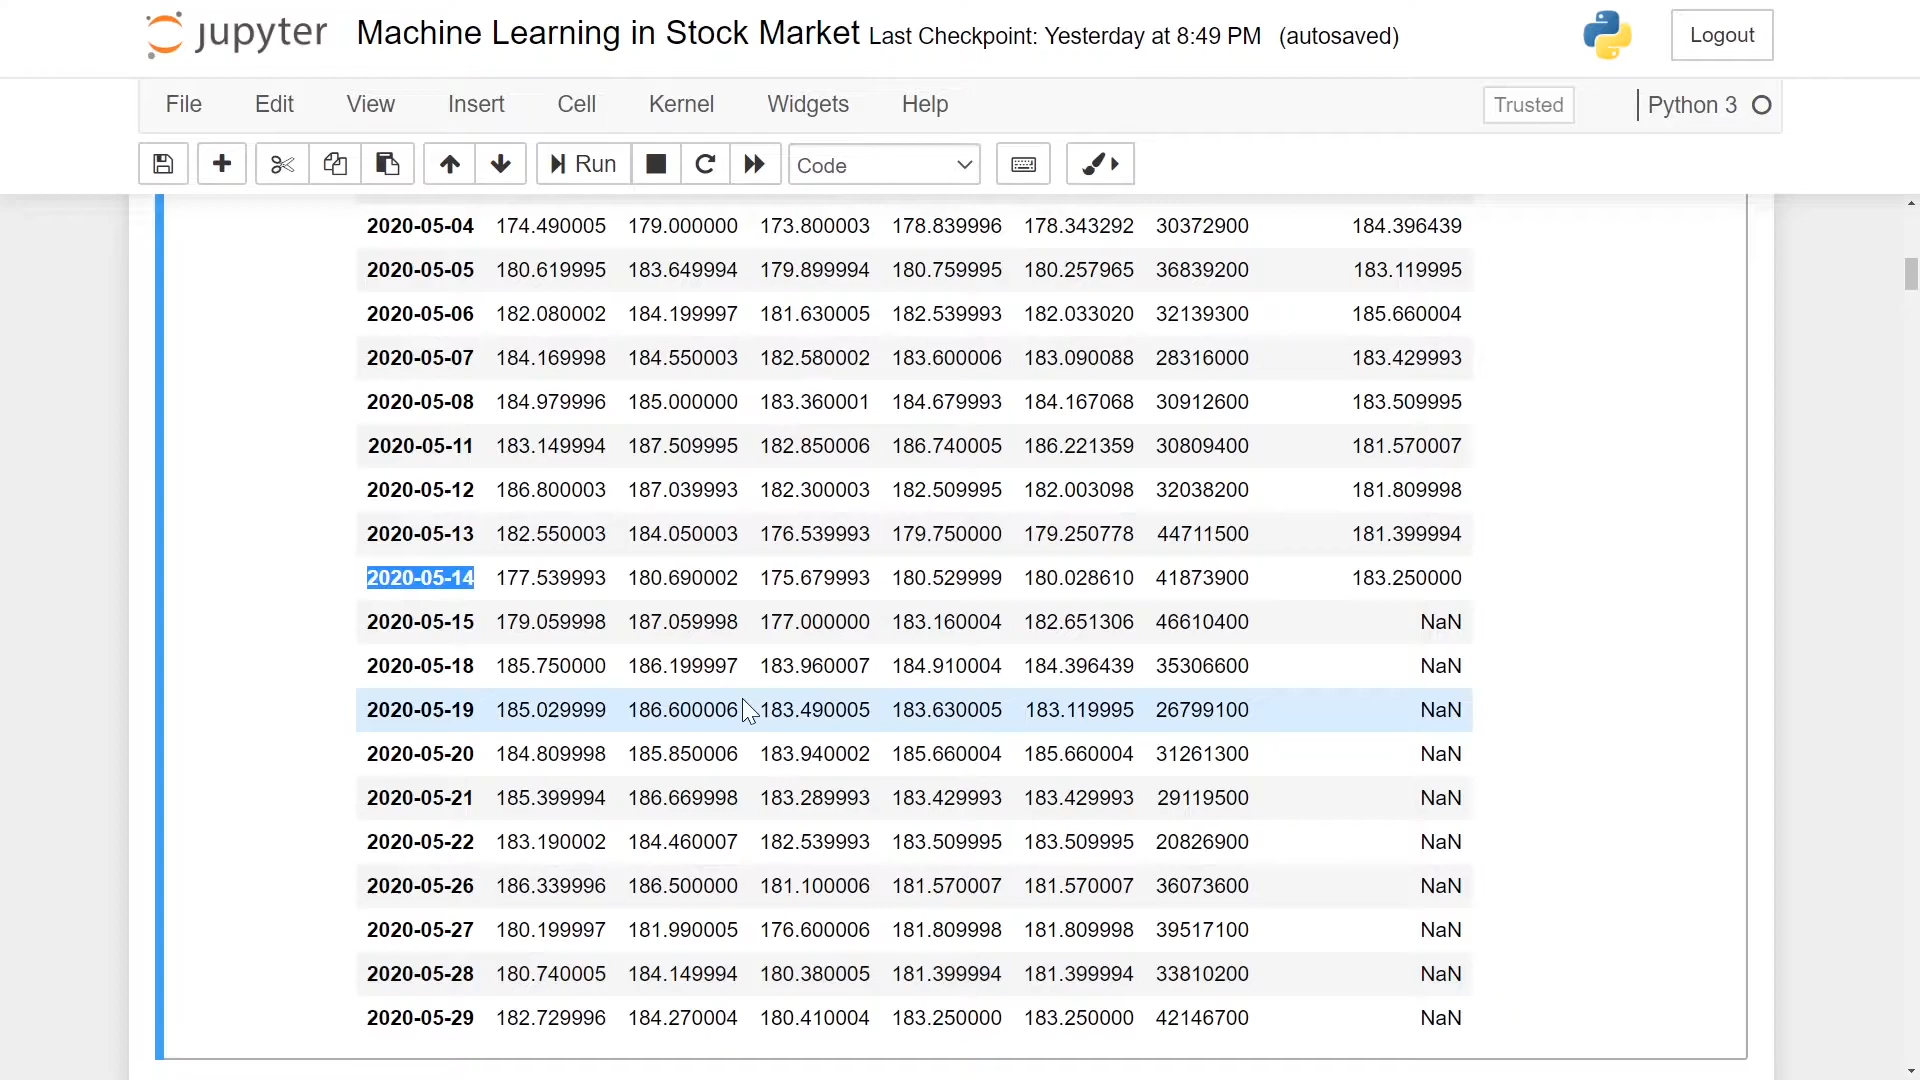 jupyter Machine Learning in Stock Market Last Checkpoint: Yesterday at 8:49 PM (autosaved) Logout
File Edit View Insert Cell Kernel Widgets Help Trusted Python 3
Run Code
2020-05-04 174.490005 179.000000 173.800003 178.839996 178.343292 30372900 184.396439
2020-05-05 180.619995 183.649994 179.899994 180.759995 180.257965 36839200 183.119995
2020-05-06 182.080002 184.199997 181.630005 182.539993 182.033020 32139300 185.660004
2020-05-07 184.169998 184.550003 182.580002 183.600006 183.090088 28316000 183.429993
2020-05-08 184.979996 185.000000 183.360001 184.679993 184.167068 30912600 183.509995
2020-05-11 183.149994 187.509995 182.850006 186.740005 186.221359 30809400 181.570007
2020-05-12 186.800003 187.039993 182.300003 182.509995 182.003098 32038200 181.809998
2020-05-13 182.550003 184.050003 176.539993 179.750000 179.250778 44711500 181.399994
2020-05-14 177.539993 180.690002 175.679993 180.529999 180.028610 41873900 183.250000
2020-05-15 179.059998 187.059998 177.000000 183.160004 182.651306 46610400 NaN
2020-05-18 185.750000 186.199997 183.960007 184.910004 184.396439 35306600 NaN
2020-05-19 185.029999 186.600006 183.490005 183.630005 183.119995 26799100 NaN
2020-05-20 184.809998 185.850006 183.940002 185.660004 185.660004 31261300 NaN
2020-05-21 185.399994 186.669998 183.289993 183.429993 183.429993 29119500 NaN
2020-05-22 183.190002 184.460007 182.539993 183.509995 183.509995 20826900 NaN
2020-05-26 186.339996 186.500000 181.100006 181.570007 181.570007 36073600 NaN
2020-05-27 180.199997 181.990005 176.600006 181.809998 181.809998 39517100 NaN
2020-05-28 180.740005 184.149994 180.380005 181.399994 181.399994 33810200 NaN
2020-05-29 182.729996 184.270004 180.410004 183.250000 183.250000 42146700 NaN